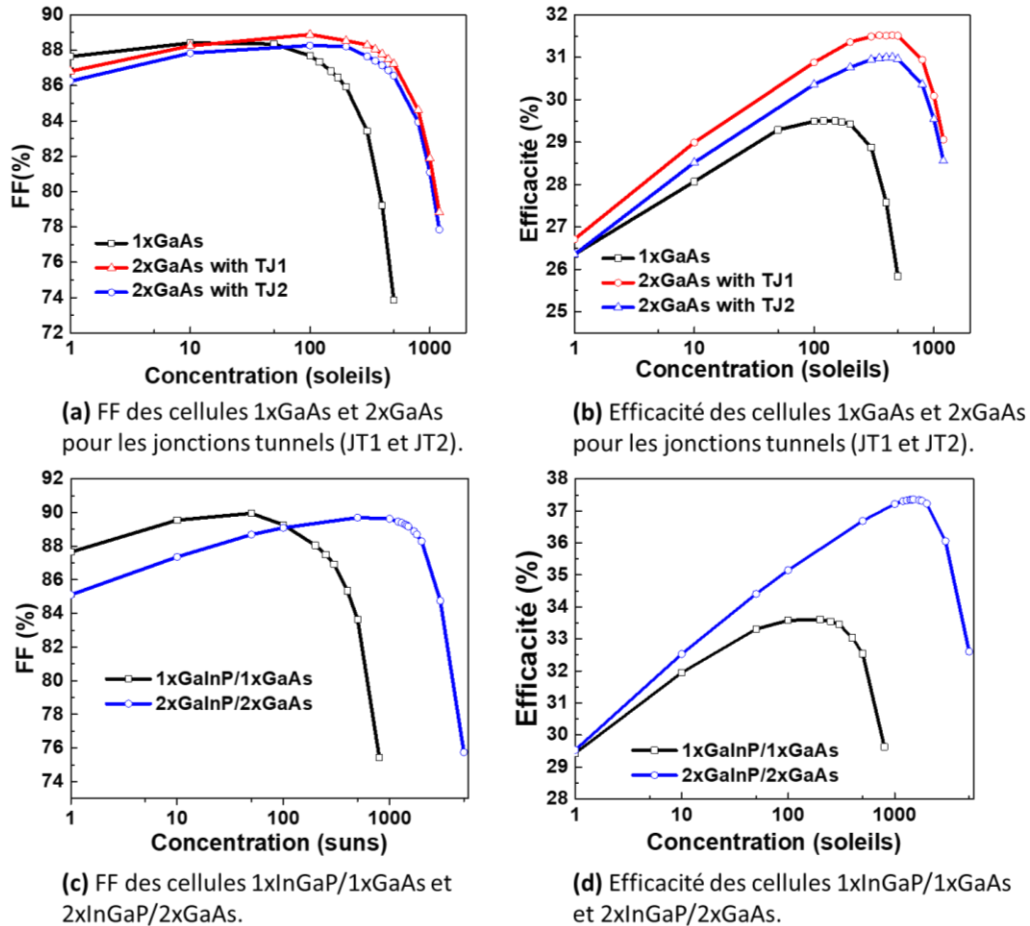 92
90
88
86
84
82
80
78
76
74
72
FF(%)
1xGaAs
2xGaAs with TJ1
2xGaAs with TJ2
1
10
100
1000
Concentration (soleils)
(a) FF des cellules 1xGaAs et 2xGaAs
pour les jonctions tunnels (JT1 et JT2).
32
31
30
29
28
27
26
25
Efficacité (%)
1xGaAs
2xGaAs with TJ1
2xGaAs with TJ2
1
10
100
1000
Concentration (soleils)
(b) Efficacité des cellules 1xGaAs et 2xGaAs
pour les jonctions tunnels (JT1 et JT2).
92
90
88
86
84
82
80
78
76
74
FF (%)
1xGaInP/1xGaAs
2xGaInP/2xGaAs
1
10
100
1000
Concentration (suns)
(c) FF des cellules 1xInGaP/1xGaAs et
2xInGaP/2xGaAs.
38
37
36
35
34
33
32
31
30
29
28
Efficacité (%)
1xGaInP/1xGaAs
2xGaInP/2xGaAs
1
10
100
1000
Concentration (soleils)
(d) Efficacité des cellules 1xInGaP/1xGaAs
et 2xInGaP/2xGaAs.